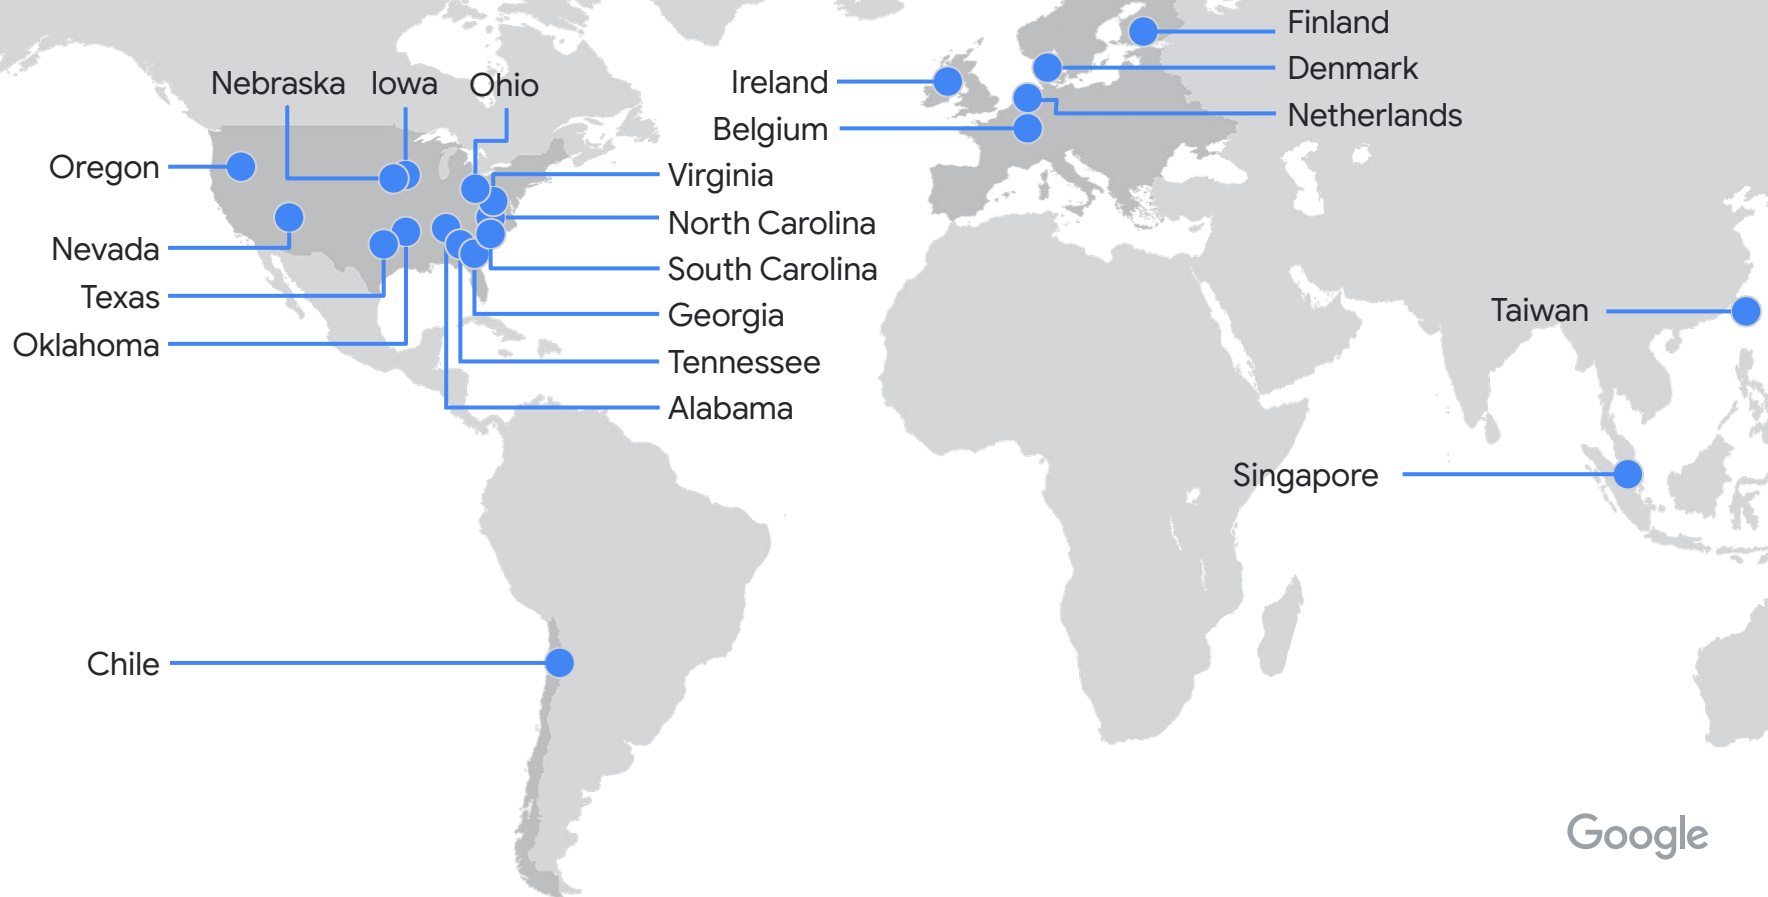 Nebraska
Iowa
Ohio
Oregon
Nevada
Texas
Oklahoma
Virginia
North Carolina
South Carolina
Georgia
Tennessee
Alabama
Chile
Ireland
Belgium
Finland
Denmark
Netherlands
Taiwan
Singapore
Google